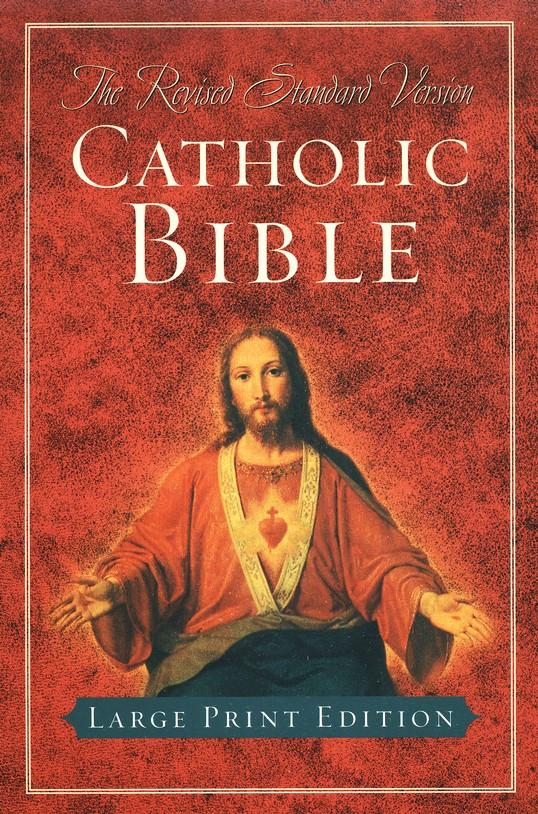 The Revised Standard Version
CATHOLIC
BIBLE
LARGE PRINT EDITION